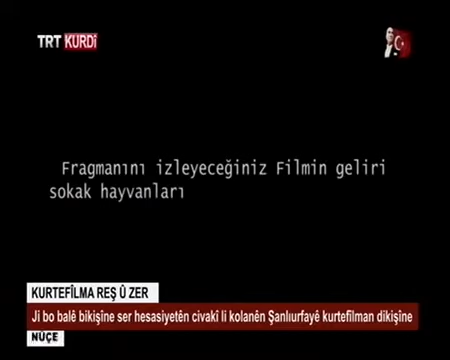 TRT KURDÎ
Fragmanını izleyeceğiniz Filmin geliri
sokak hayvanları
KURTEFÎLMA REŞ Û ZER
Ji bo balê bikişîne ser hesasiyetên civakî li kolanên Şanlıurfayê kurtefîlman dikişîne
NÛÇE